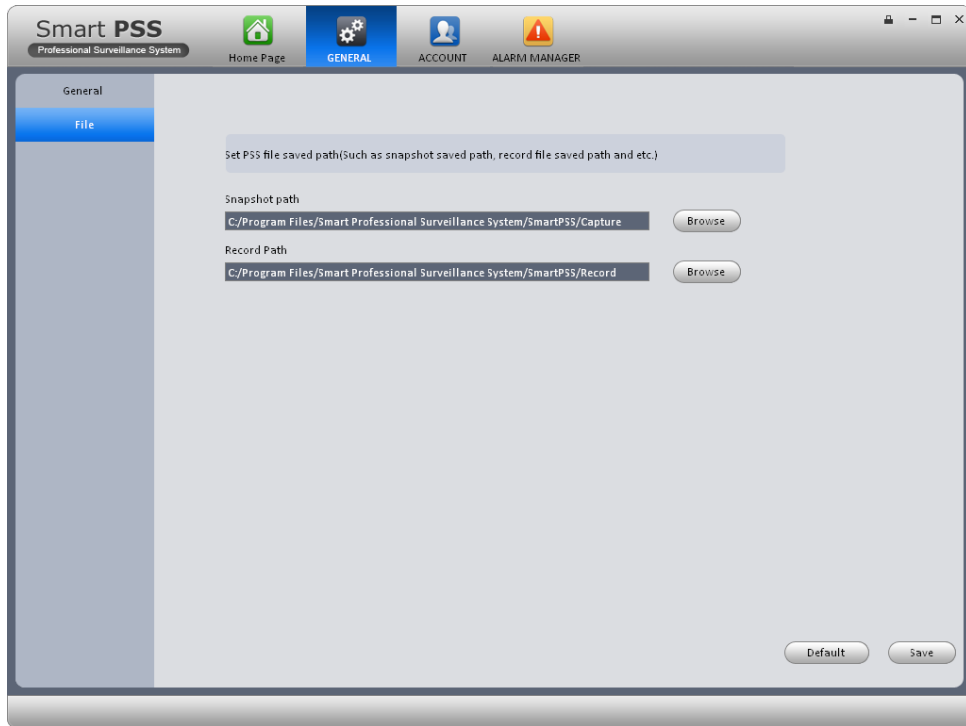 Smart PSS
Professional Surveillance System
Home Page
GENERAL
ACCOUNT
ALARM MANAGER
General
File
Set PSS file saved path(Such as snapshot saved path, record file saved path and etc.)
Snapshot path
C:/Program Files/Smart Professional Surveillance System/SmartPSS/Capture
Browse
Record Path
C:/Program Files/Smart Professional Surveillance System/SmartPSS/Record
Browse
Default
Save